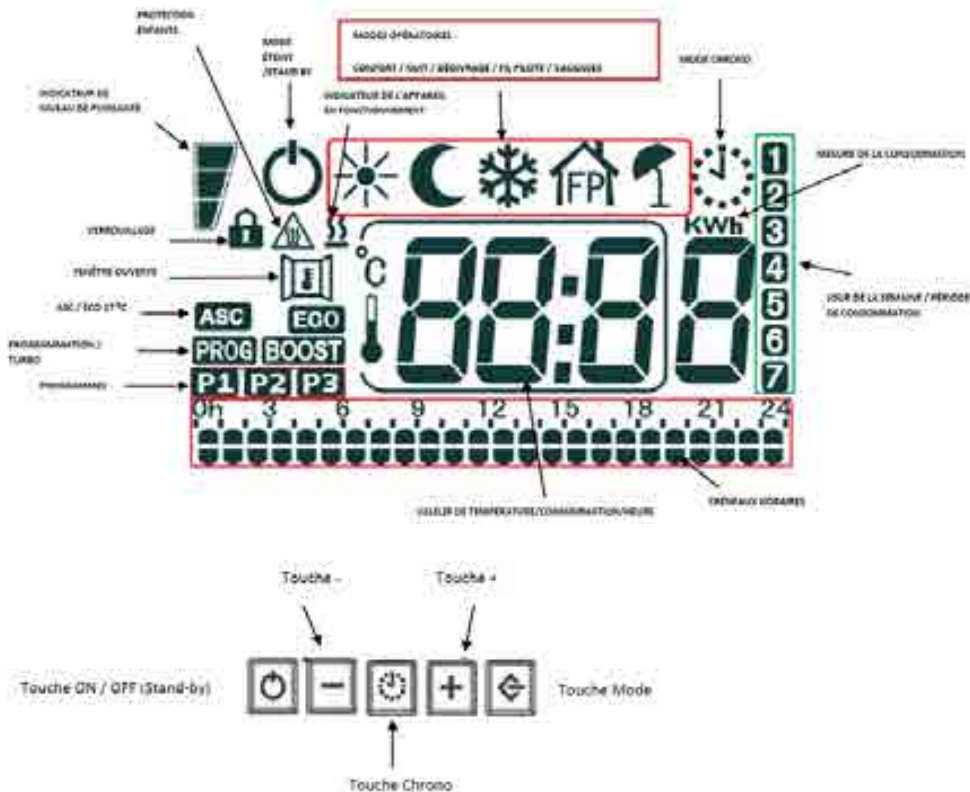 PROTECTION
ENFANTS
MODE
ÉTEINT
/STAND BY
MODES OPÉRATOIRES
CONFORT / NUIT / DÉGIVRAGE / FIL PILOTE / VACANCES
MODE CHRONO
INDICATEUR DE
NIVEAU DE PUISSANCE
INDICATEUR DE L'APPAREIL
EN FONCTIONNEMENT
MESURE DE LA CONSOMMATION
FP
KWh
1
2
3
4
5
6
7
VERROUILLAGE
FENÊTRE OUVERTE
°C
88:88
JOUR DE LA SEMAINE / PÉRIODE
DE CONSOMMATION
ASC / ECO
ASC ECO
PROGRAMMATION /
TURBO
PROG BOOST
PROGRAMMES
P1 P2 P3
0h 3 6 9 12 15 18 21 24
CRÉNEAUX HORAIRES
VALEUR DE TEMPÉRATURE/CONSOMMATION/HEURE
Touche -
Touche +
Touche ON / OFF (Stand-by)
Touche Mode
Touche Chrono